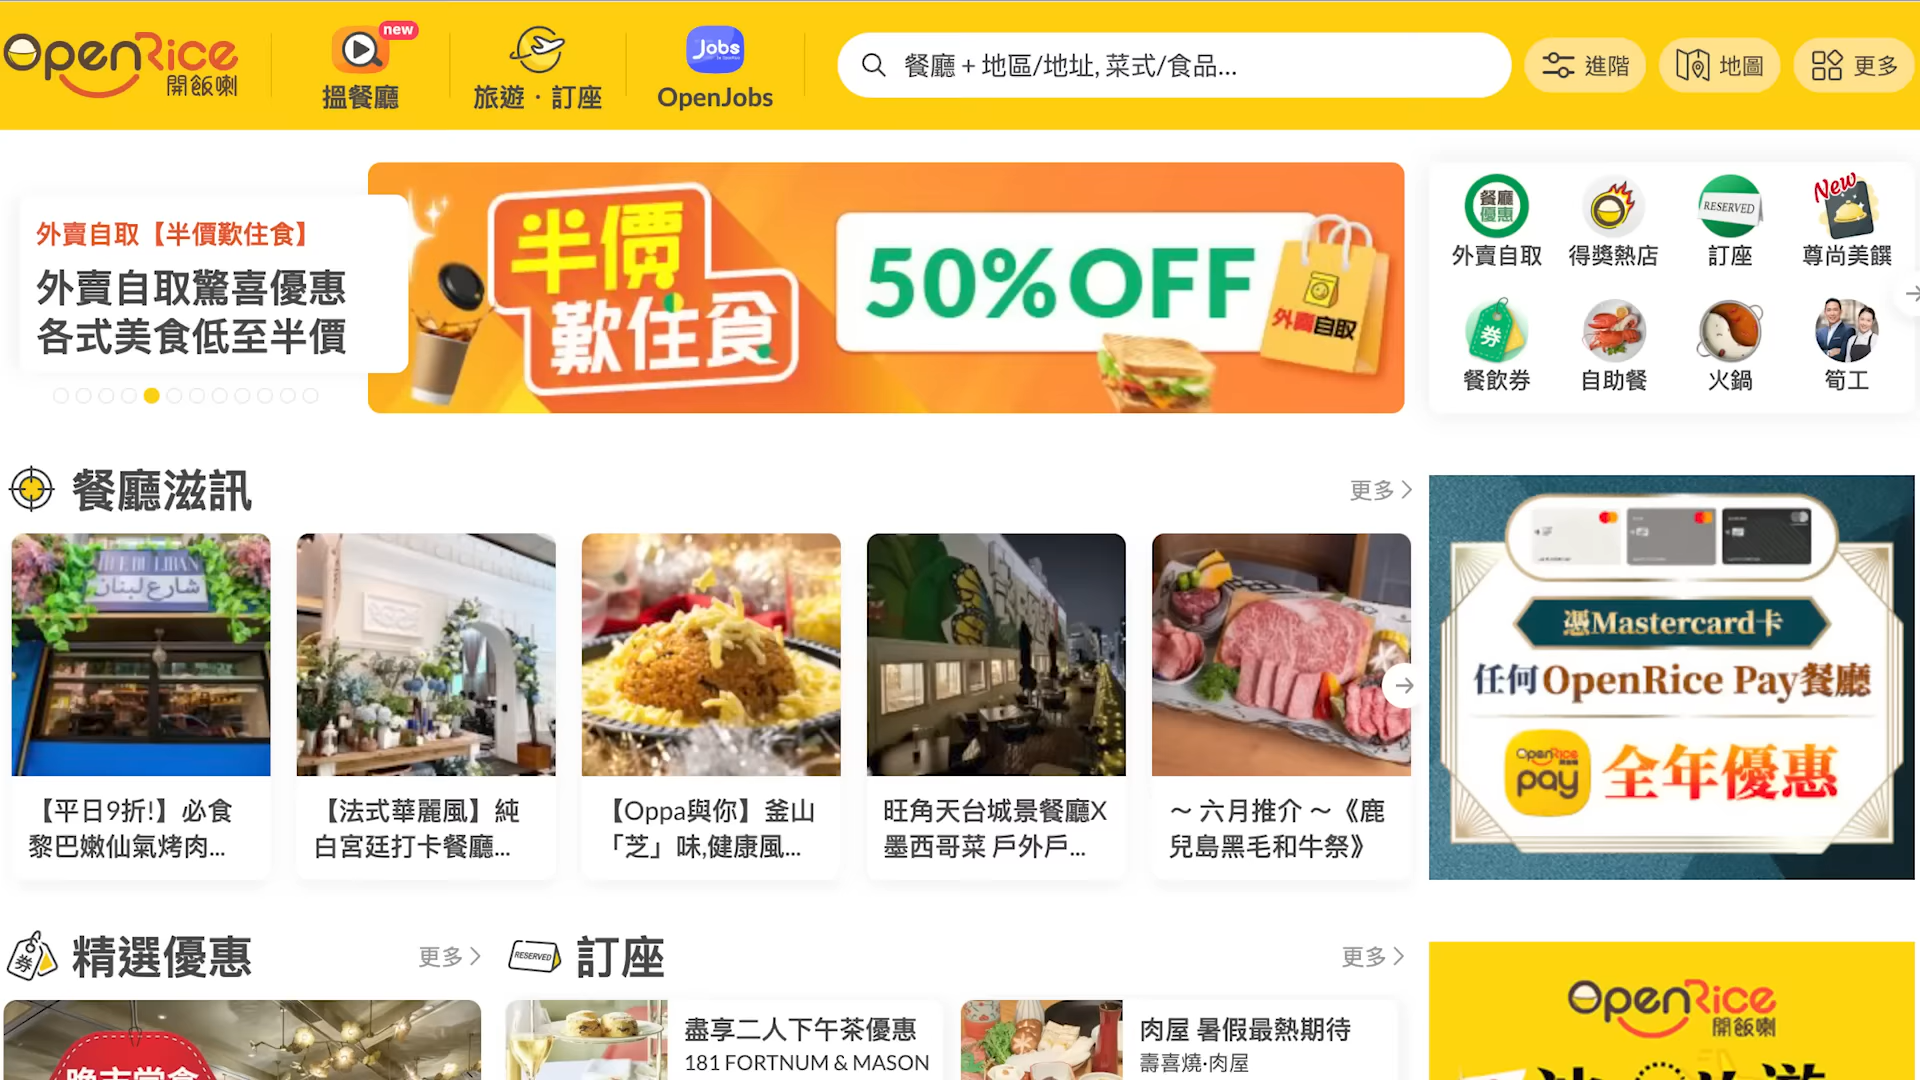 OpenRice
開飯喇
new
搵餐廳
旅遊・訂座
Jobs
OpenJobs
餐廳 + 地區/地址, 菜式/食品...
進階
地圖
更多
外賣自取【半價歎住食】
外賣自取驚喜優惠
各式美食低至半價
半價
歎住食
50%OFF
外賣自取
餐廳
優惠
外賣自取
得獎熱店
RESERVED
訂座
New
尊尚美饌
券
餐飲券
自助餐
火鍋
筍工
餐廳滋訊
更多
شارع لبنان
【平日9折!】必食
黎巴嫩仙氣烤肉...
【法式華麗風】純
白宮廷打卡餐廳...
【Oppa與你】釜山
「芝」味,健康風...
旺角天台城景餐廳X
墨西哥菜 戶外戶...
～ 六月推介 ～《鹿
兒島黑毛和牛祭》
憑Mastercard卡
任何OpenRice Pay餐廳
OpenRice
開飯喇
pay
全年優惠
券
精選優惠
更多
RESERVED
訂座
更多
盡享二人下午茶優惠
181 FORTNUM & MASON
肉屋 暑假最熱期待
壽喜燒·肉屋
OpenRice
開飯喇